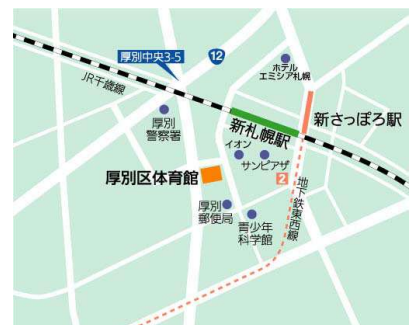 厚別中央3-5
12
ホテル
エミシア札幌
JR千歳線
厚別
警察署
新札幌駅
新さっぽろ駅
イオン
サンピアザ
厚別区体育館
2
厚別
郵便局
青少年
科学館
地下鉄東西線